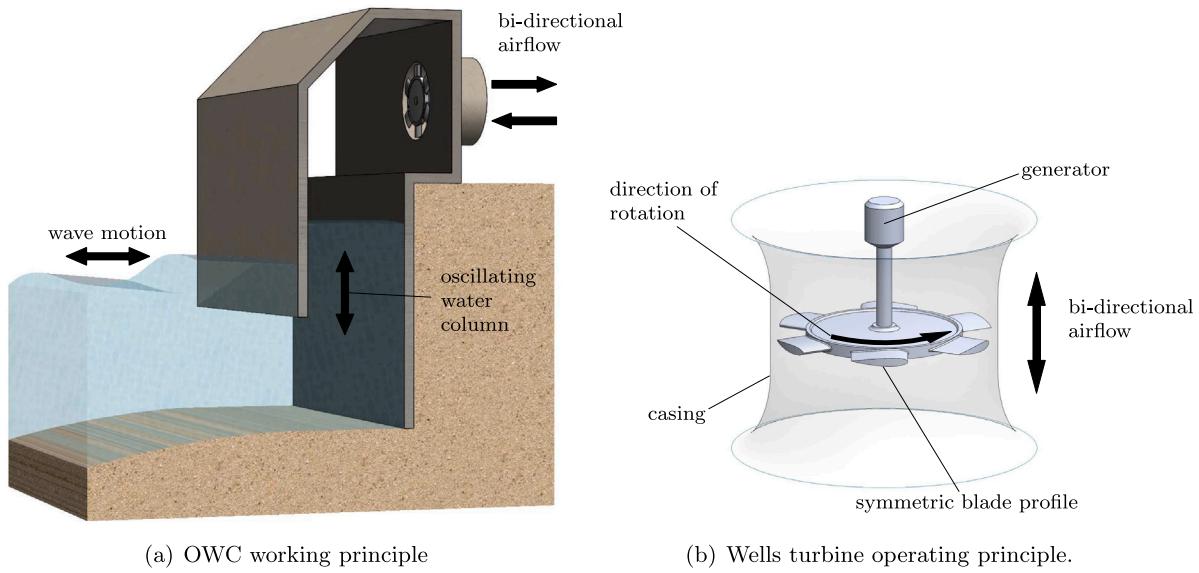 bi-directional
airflow
wave motion
oscillating
water
column
(a) OWC working principle
generator
direction of
rotation
bi-directional
airflow
casing
symmetric blade profile
(b) Wells turbine operating principle.